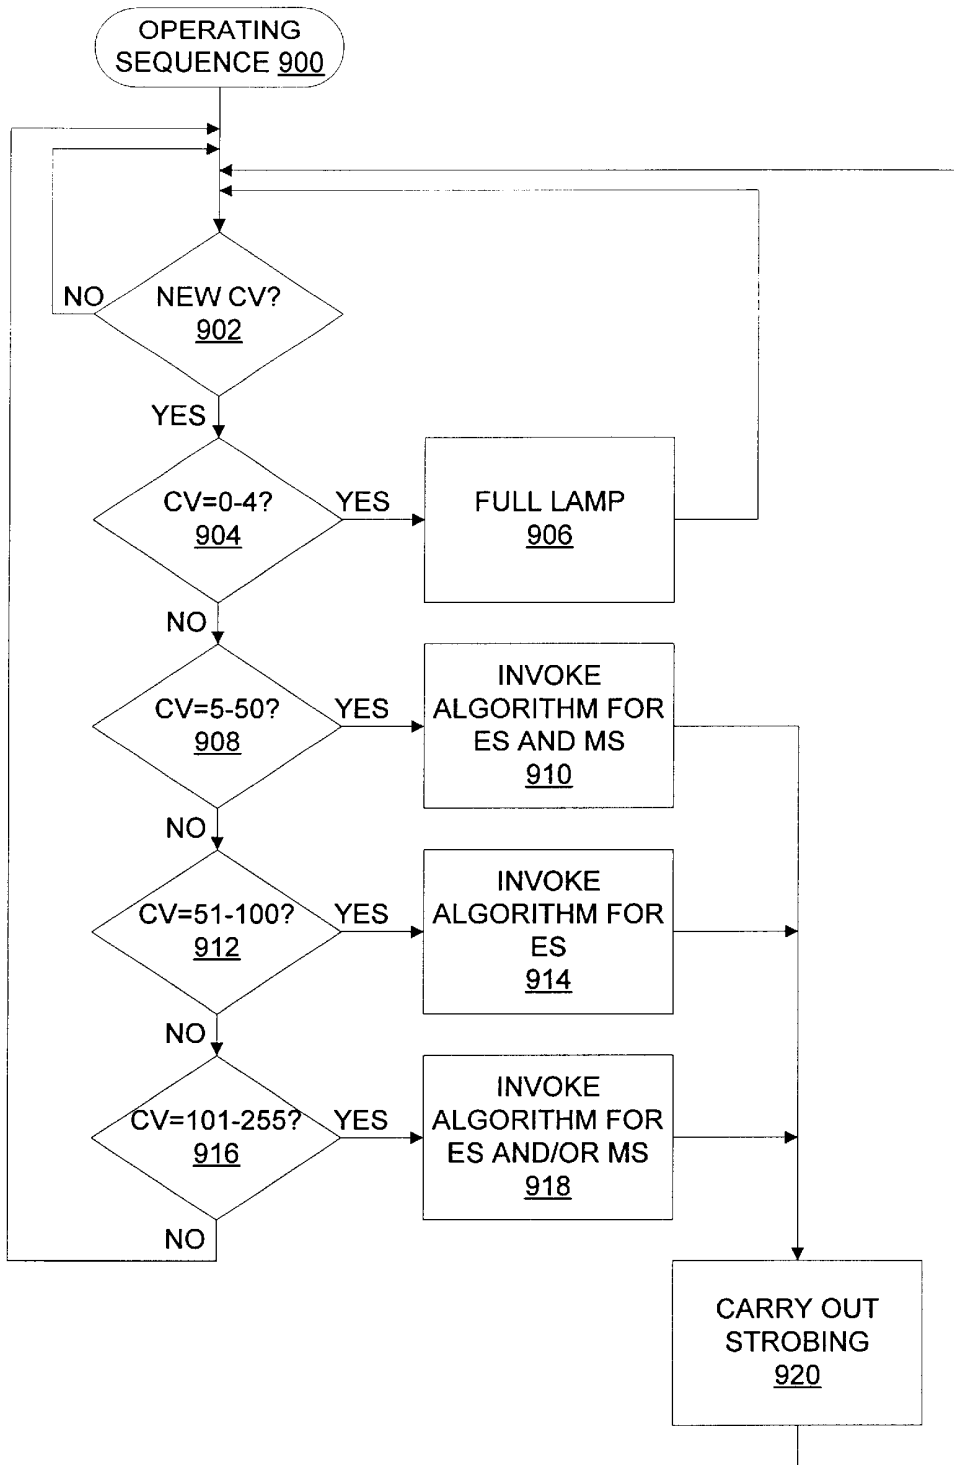 OPERATING
SEQUENCE 900
NO
NEW CV?
902
YES
CV=0-4?
904
YES
FULL LAMP
906
NO
CV=5-50?
908
YES
INVOKE
ALGORITHM FOR
ES AND MS
910
NO
CV=51-100?
912
YES
INVOKE
ALGORITHM FOR
ES
914
NO
CV=101-255?
916
YES
INVOKE
ALGORITHM FOR
ES AND/OR MS
918
NO
CARRY OUT
STROBING
920